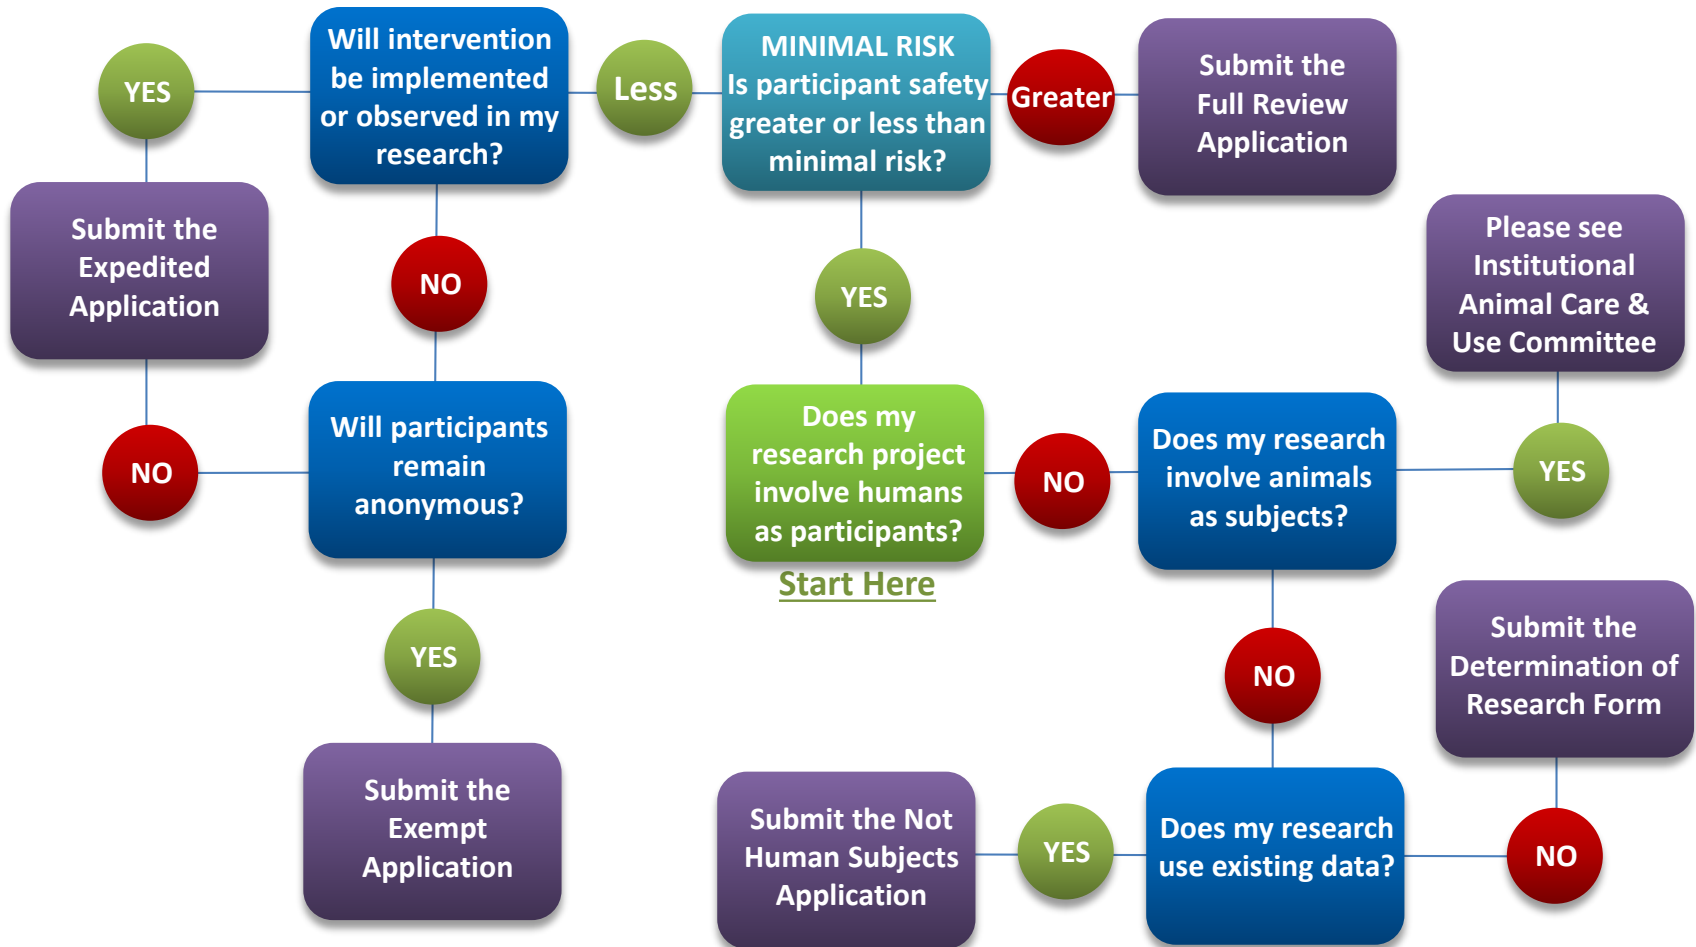 YES
Will intervention
be implemented
or observed in my
research?
Less
MINIMAL RISK
Is participant safety
greater or less than
minimal risk?
Greater
Submit the
Full Review
Application
Submit the
Expedited
Application
NO
YES
Please see
Institutional
Animal Care &
Use Committee
NO
Will participants
remain
anonymous?
Does my
research project
involve humans
as participants?
Start Here
NO
Does my research
involve animals
as subjects?
YES
YES
NO
Submit the
Determination of
Research Form
Submit the
Exempt
Application
Submit the Not
Human Subjects
Application
YES
Does my research
use existing data?
NO